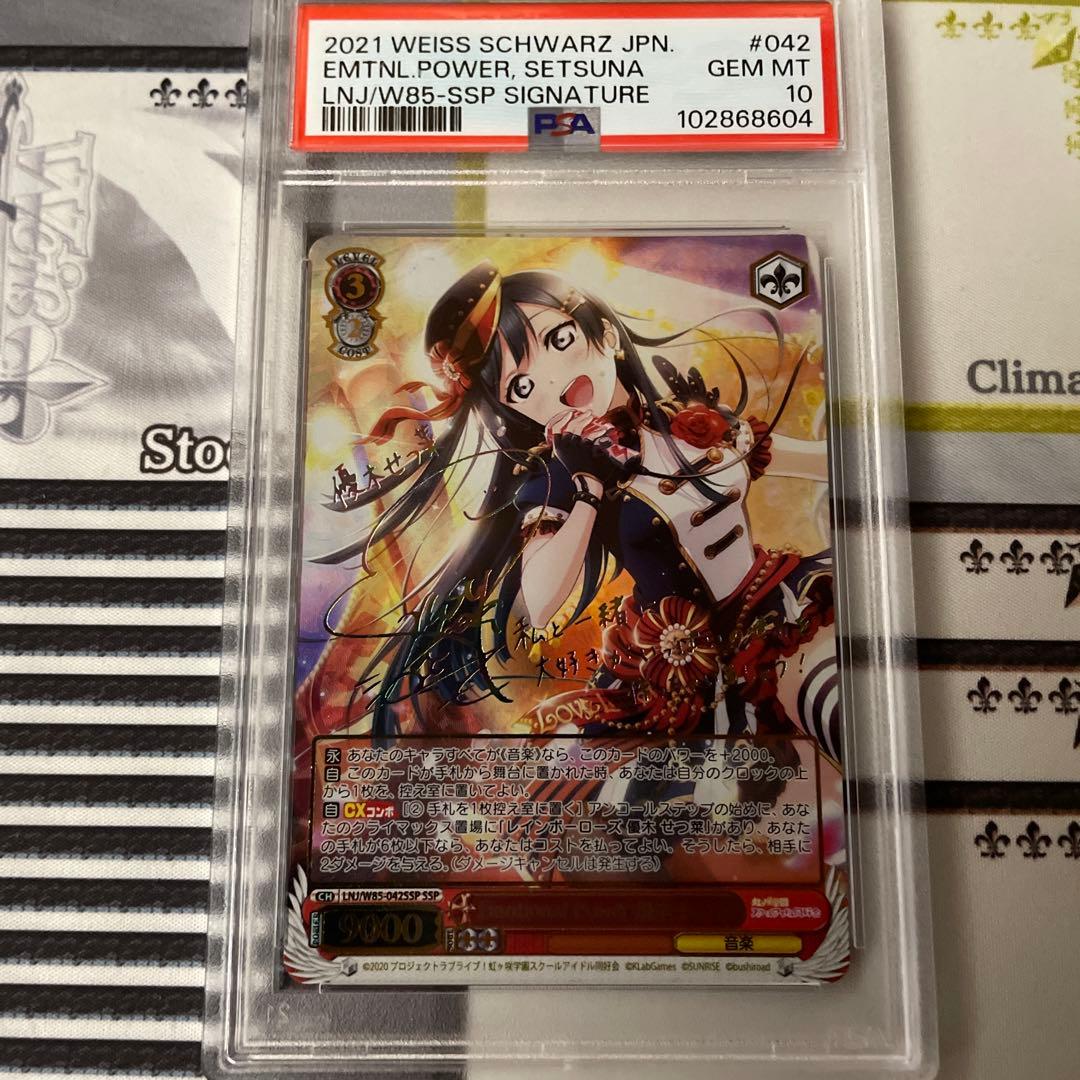 2021 WEISS SCHWARZ JPN. #042
EMTNL.POWER, SETSUNA GEM MT
LNJ/W85-SSP SIGNATURE 10
PSA 102868604
LEVEL
3
2
COST
Sto
Clima
優木せつ菜
私と一緒
大好き
永 あなたのキャラすべてが《音楽》なら、このカードのパワーを+2000。
自 このカードが手札から舞台に置かれた時、あなたは自分のクロックの上
から1枚を、控え室に置いてよい。
自 CXコンボ [② 手札を1枚控え室に置く] アンコールステップの始めに、あな
たのクライマックス置場に「レインボーローズ 優木 せつ菜」があり、あなた
の手札が6枚以下なら、あなたはコストを払ってよい。そうしたら、相手に
2ダメージを与える。(ダメージキャンセルは発生する)
CH LNJ/W85-042SSP SSP
9000
音楽
©2020 プロジェクトラブライブ!虹ヶ咲学園スクールアイドル同好会 ©KLabGames ©SUNRISE ©bushiroad